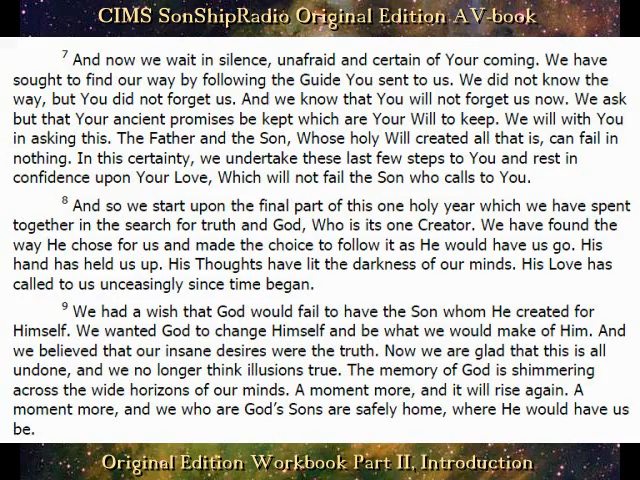 CIMS SonShipRadio Original Edition AV-book
7 And now we wait in silence, unafraid and certain of Your coming. We have
sought to find our way by following the Guide You sent to us. We did not know the
way, but You did not forget us. And we know that You will not forget us now. We ask
but that Your ancient promises be kept which are Your Will to keep. We will with You
in asking this. The Father and the Son, Whose holy Will created all that is, can fail in
nothing. In this certainty, we undertake these last few steps to You and rest in
confidence upon Your Love, Which will not fail the Son who calls to You.
8 And so we start upon the final part of this one holy year which we have spent
together in the search for truth and God, Who is its one Creator. We have found the
way He chose for us and made the choice to follow it as He would have us go. His
hand has held us up. His Thoughts have lit the darkness of our minds. His Love has
called to us unceasingly since time began.
9 We had a wish that God would fail to have the Son whom He created for
Himself. We wanted God to change Himself and be what we would make of Him. And
we believed that our insane desires were the truth. Now we are glad that this is all
undone, and we no longer think illusions true. The memory of God is shimmering
across the wide horizons of our minds. A moment more, and it will rise again. A
moment more, and we who are God's Sons are safely home, where He would have us
be.
Original Edition Workbook Part II, Introduction